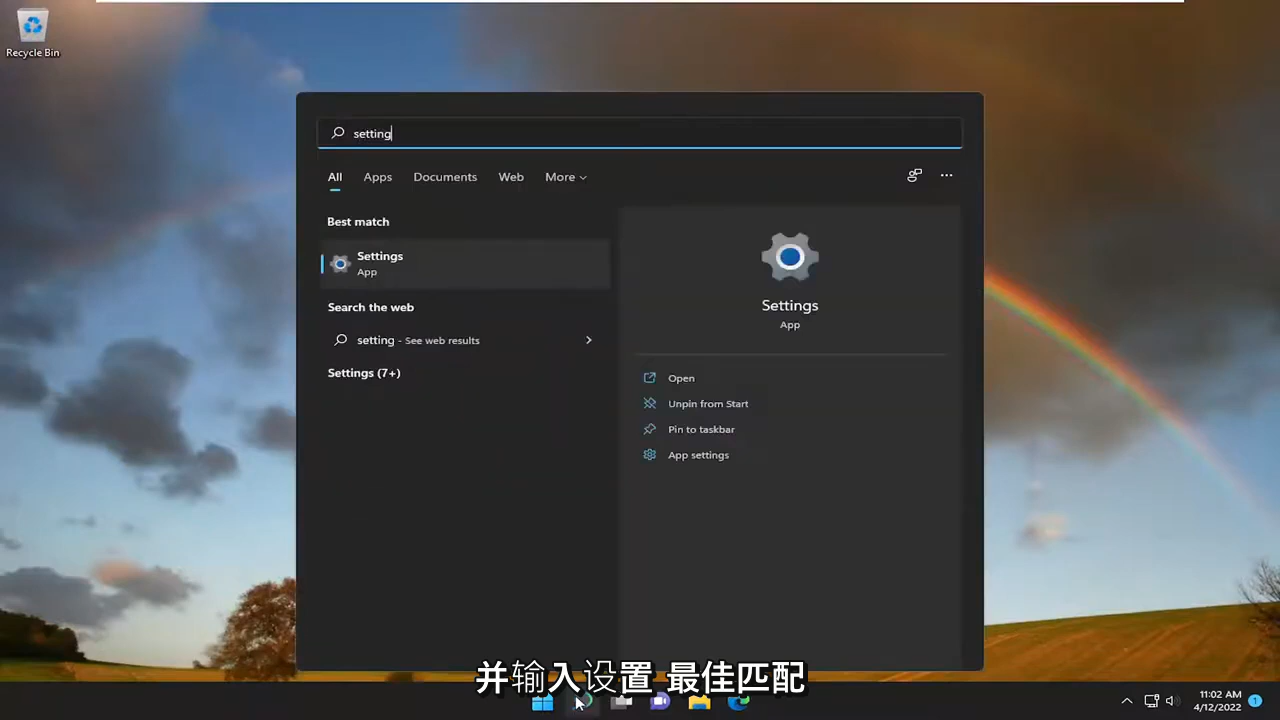 Recycle Bin
setting
All Apps Documents Web More
Best match
Settings
App
Search the web
setting - See web results
Settings (7+)
Settings
App
Open
Unpin from Start
Pin to taskbar
App settings
并输入设置 最佳匹配
11:02 AM
4/12/2022
1